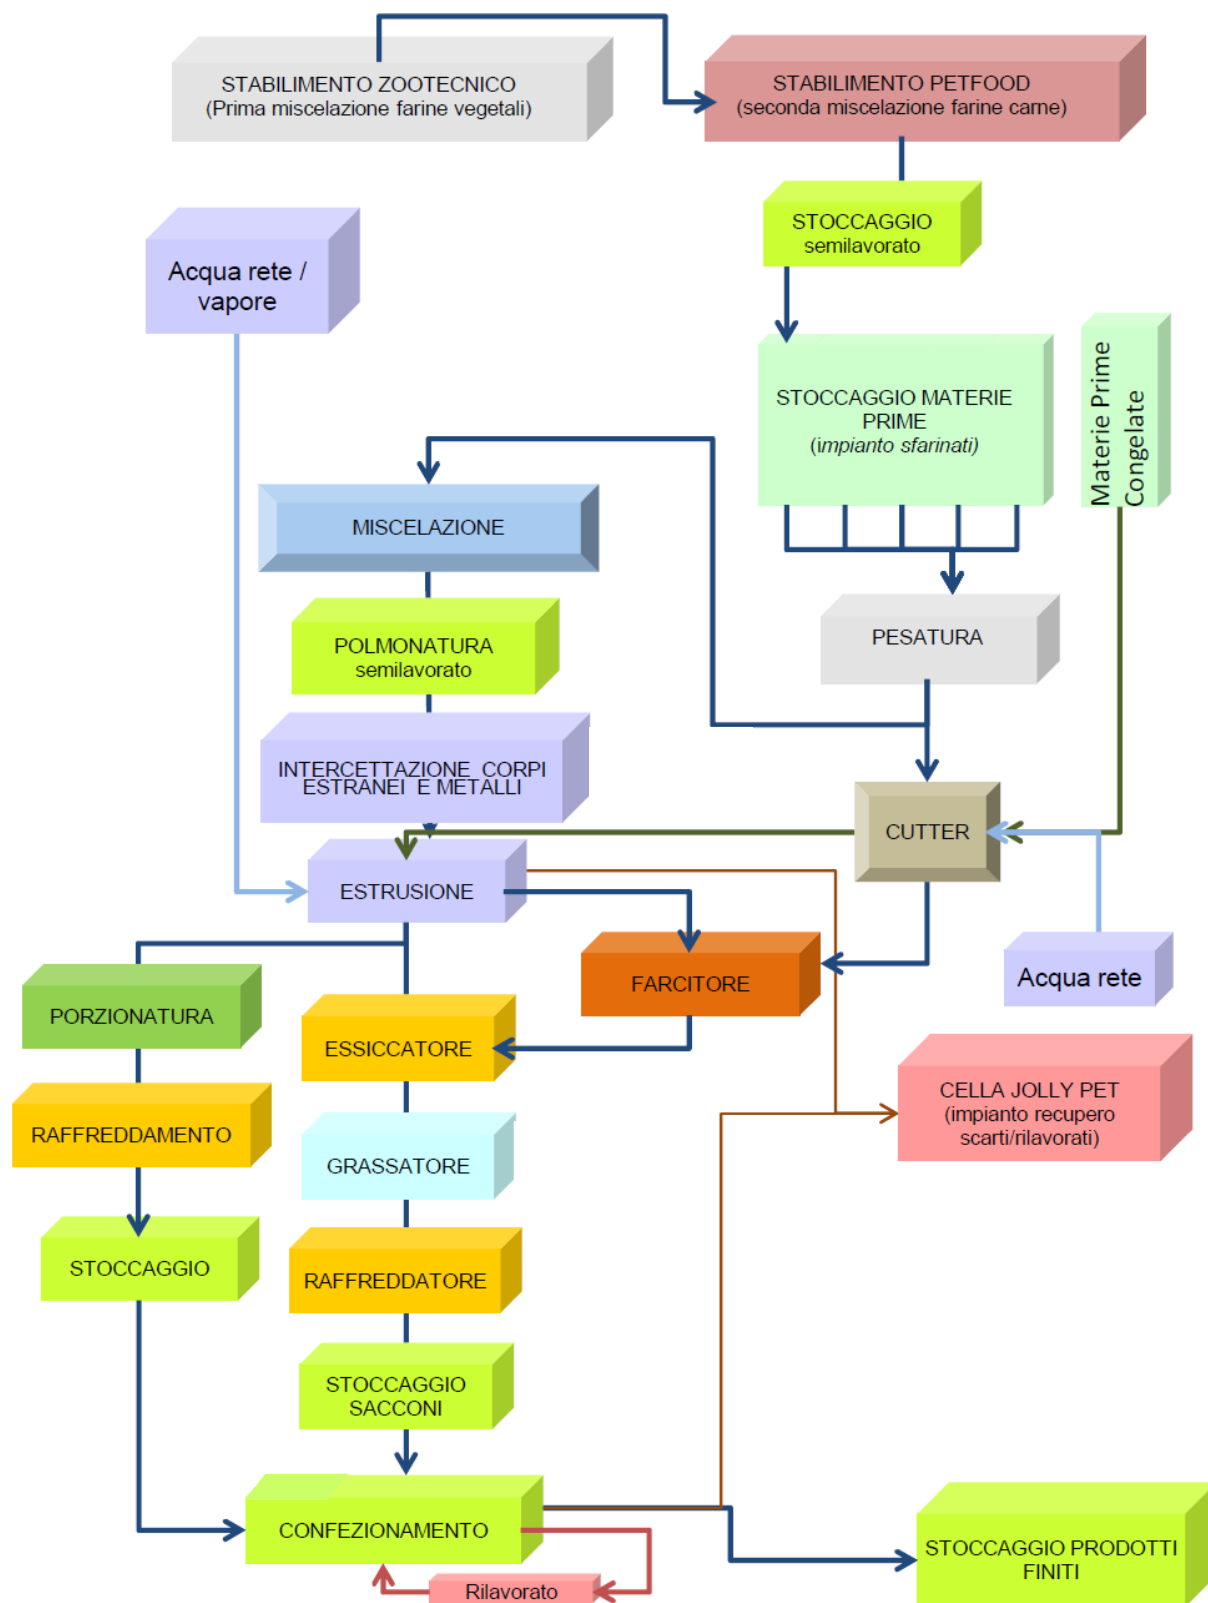 STABILIMENTO ZOOTECNICO
(Prima miscelazione farine vegetali)
STABILIMENTO PETFOOD
(seconda miscelazione farine carne)
STOCCAGGIO
semilavorato
Acqua rete /
vapore
STOCCAGGIO MATERIE
PRIME
(impianto sfarinati)
Materie Prime
Congelate
MISCELAZIONE
PESATURA
POLMONATURA
semilavorato
INTERCETTAZIONE CORPI
ESTRANEI E METALLI
CUTTER
ESTRUSIONE
FARCITORE
Acqua rete
PORZIONATURA
ESSICCATORE
CELLA JOLLY PET
(impianto recupero
scarti/rilavorati)
RAFFREDDAMENTO
GRASSATORE
STOCCAGGIO
RAFFREDDATORE
STOCCAGGIO
SACCONI
CONFEZIONAMENTO
STOCCAGGIO PRODOTTI
FINITI
Rilavorato